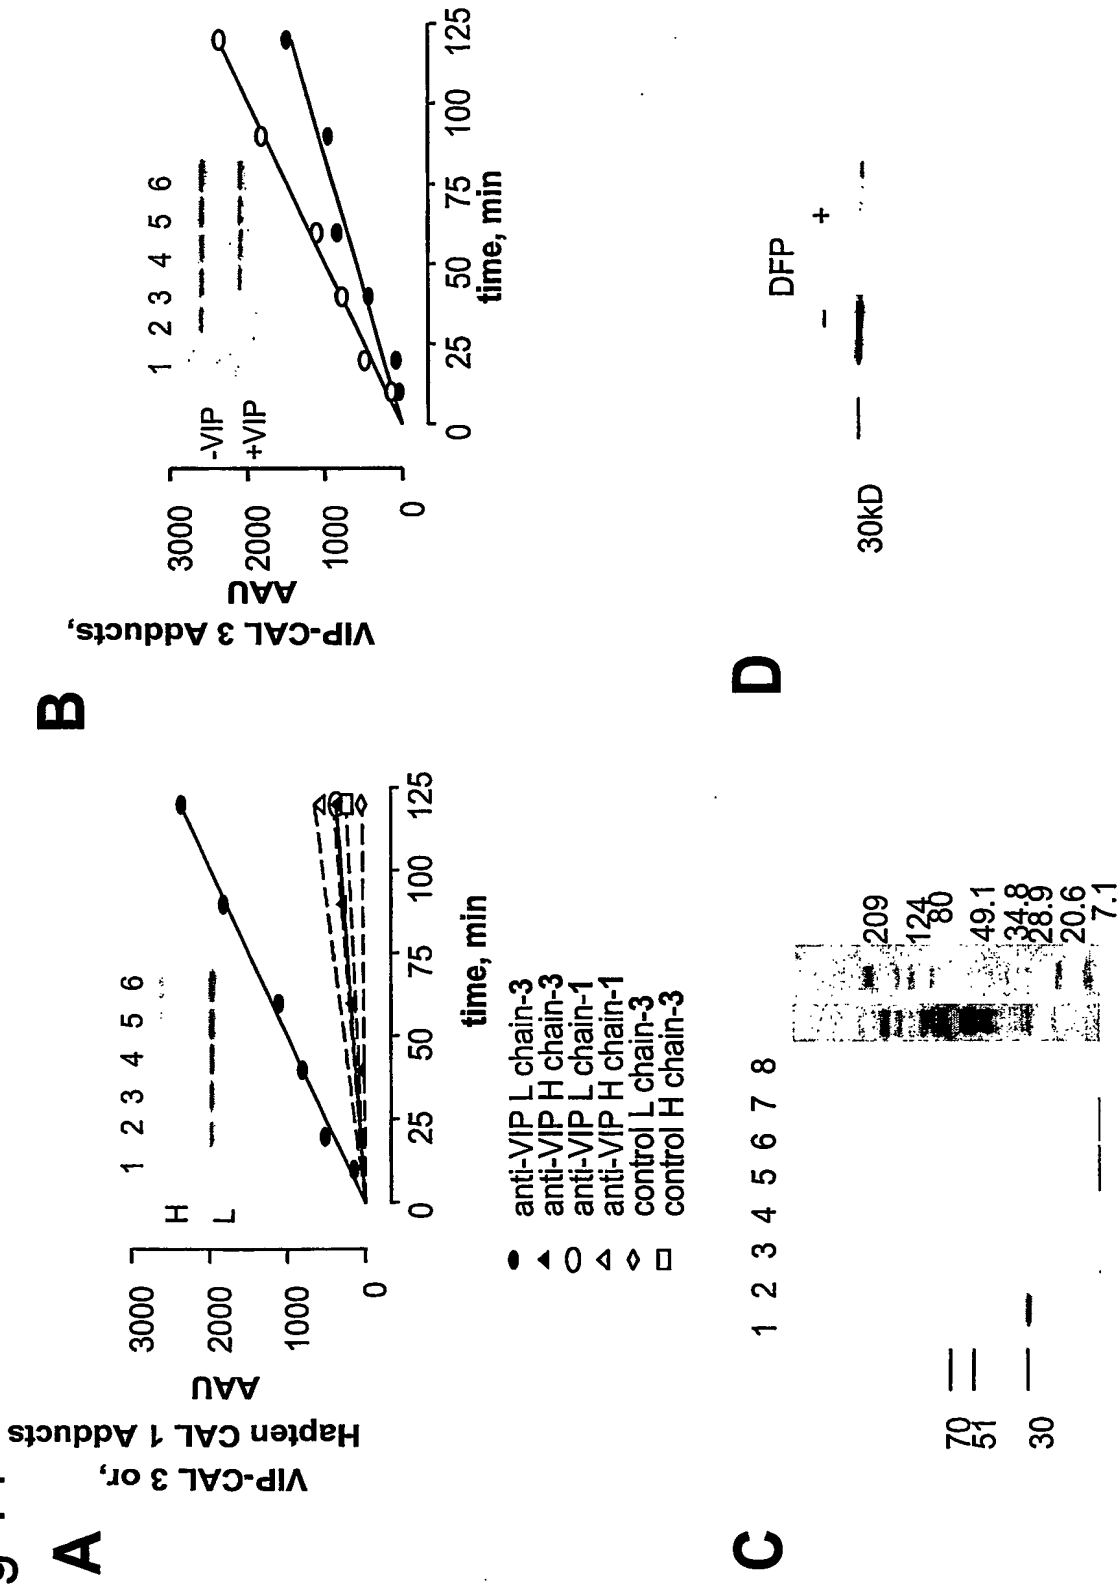 A
VIP-CAL 3 or,
Hapten CAL 1 Adducts
AAU
3000
2000
1000
0
H
L
1 2 3 4 5 6
0 25 50 75 100 125
time, min
anti-VIP L chain-3
anti-VIP H chain-3
anti-VIP L chain-1
anti-VIP H chain-1
control L chain-3
control H chain-3
B
VIP-CAL 3 Adducts,
AAU
3000
2000
1000
0
-VIP
+VIP
1 2 3 4 5 6
0 25 50 75 100 125
time, min
C
1 2 3 4 5 6 7 8
70
51
30
209
124
80
49.1
34.8
28.9
20.6
7.1
D
DFP
- +
30kD